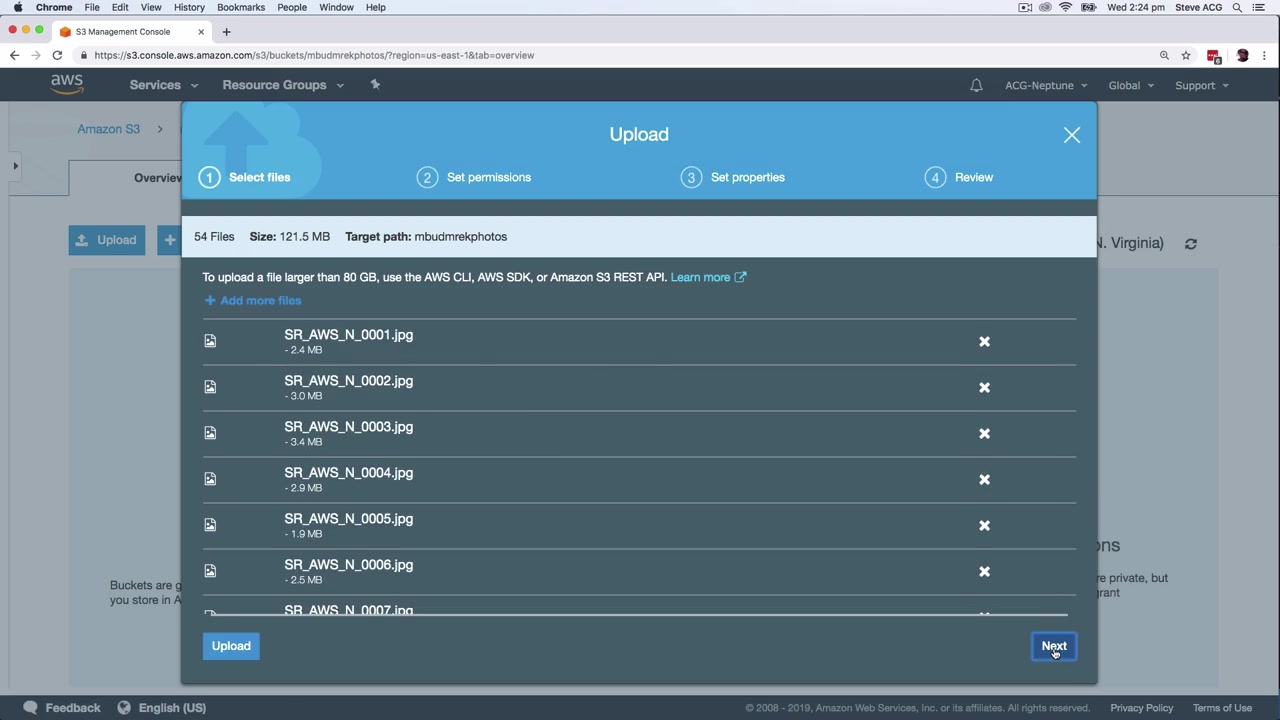 Chrome File Edit View History Bookmarks People Window Help Wed 2:24 pm Steve ACG
S3 Management Console
https://s3.console.aws.amazon.com/s3/buckets/mbudmrekphotos/?region=us-east-1&tab=overview
aws Services Resource Groups ACG-Neptune Global Support
Amazon S3
Upload
1 Select files 2 Set permissions 3 Set properties 4 Review
Overview
Upload
54 Files Size: 121.5 MB Target path: mbudmrekphotos
N. Virginia)
To upload a file larger than 80 GB, use the AWS CLI, AWS SDK, or Amazon S3 REST API. Learn more
Add more files
SR_AWS_N_0001.jpg
- 2.4 MB
SR_AWS_N_0002.jpg
- 3.0 MB
SR_AWS_N_0003.jpg
- 3.4 MB
SR_AWS_N_0004.jpg
- 2.9 MB
SR_AWS_N_0005.jpg
- 1.9 MB
SR_AWS_N_0006.jpg
- 2.5 MB
SR_AWS_N_0007.jpg
Buckets are g
you store in A
ons
re private, but
grant
Upload Next
Feedback English (US) © 2008 - 2019, Amazon Web Services, Inc. or its affiliates. All rights reserved. Privacy Policy Terms of Use